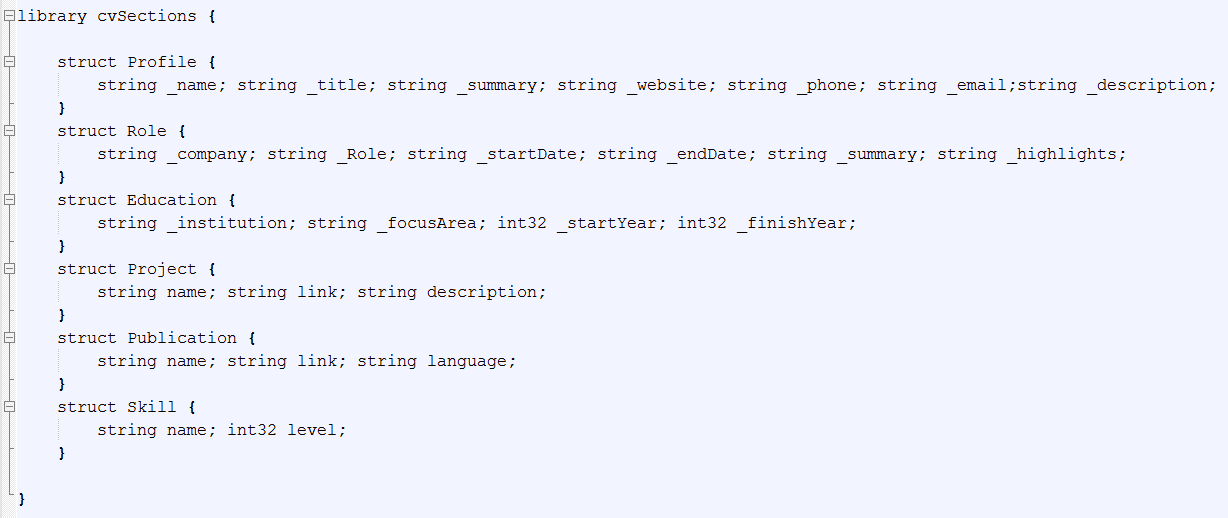 library cvSections {
struct Profile {
string _name; string _title; string _summary; string _website; string _phone; string _email;string _description;
}
struct Role {
string _company; string _Role; string _startDate; string _endDate; string _summary; string _highlights;
}
struct Education {
string _institution; string _focusArea; int32 _startYear; int32 _finishYear;
}
struct Project {
string name; string link; string description;
}
struct Publication {
string name; string link; string language;
}
struct Skill {
string name; int32 level;
}
}